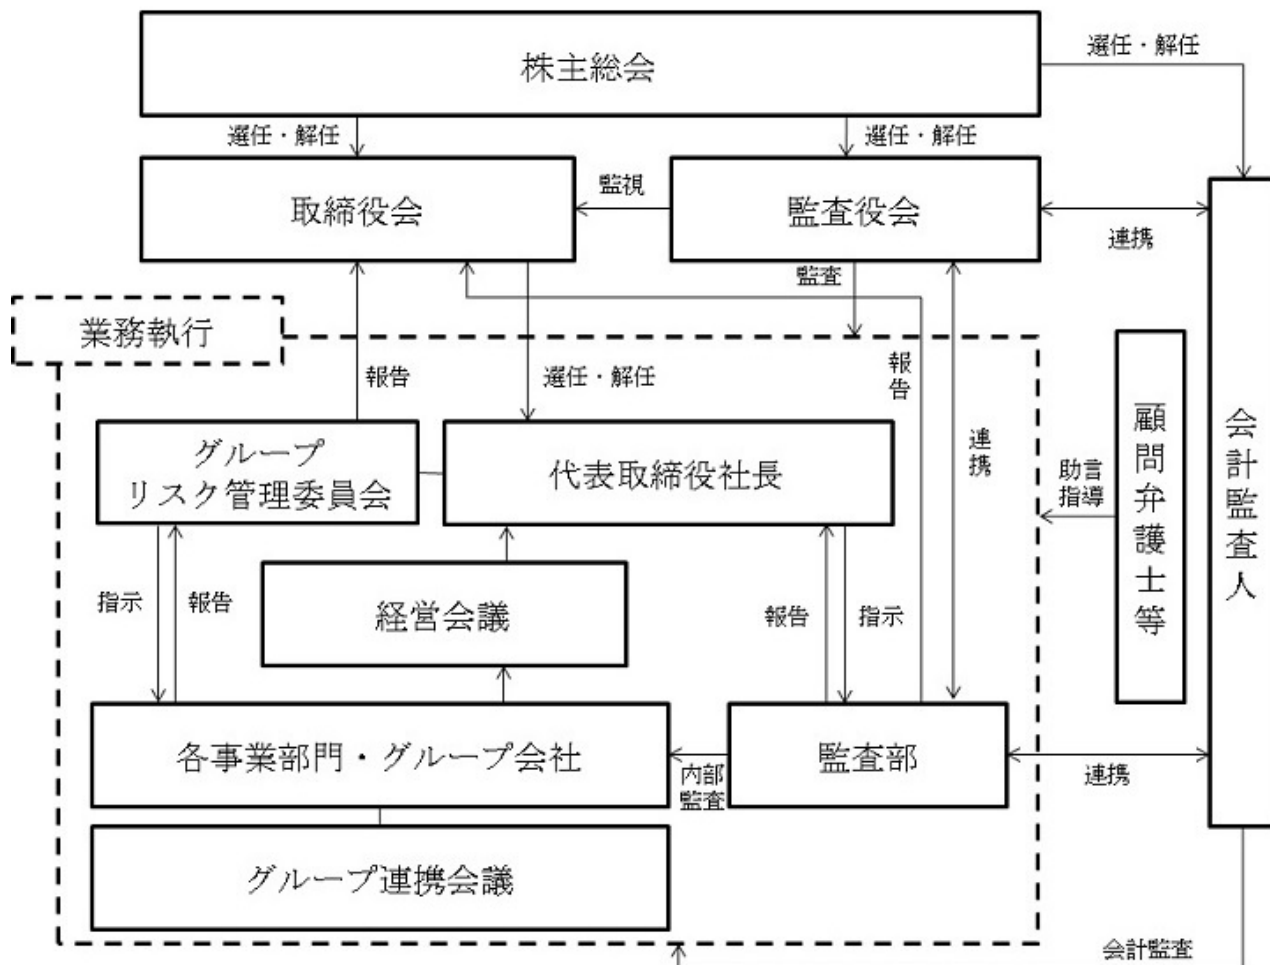 株主総会
選任・解任
選任・解任
選任・解任
取締役会
監視
監査役会
連携
監査
業務執行
報告
選任・解任
報告
連携
グループ
リスク管理委員会
代表取締役社長
助言
指導
顧問弁護士等
会計監査人
指示
報告
経営会議
報告
指示
各事業部門・グループ会社
内部
監査
監査部
連携
グループ連携会議
会計監査